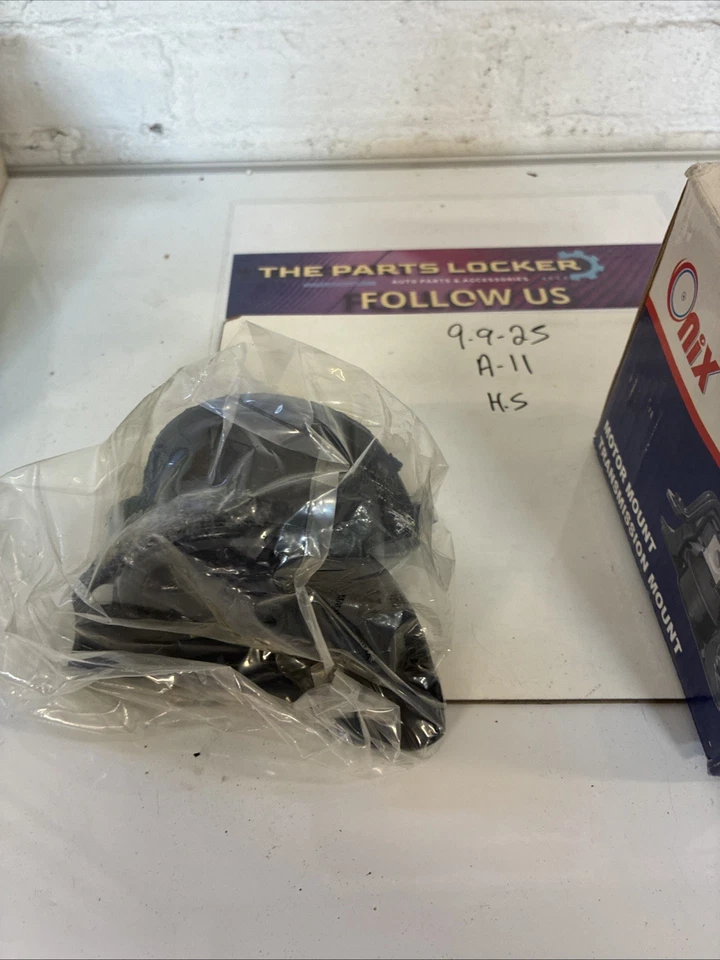 THE PARTS LOCKER
AUTO PARTS & ACCESSORIES
FOLLOW US
9-9-25
A-11
H.S
Onix
MOTOR MOUNT
TRANSMISSION MOUNT